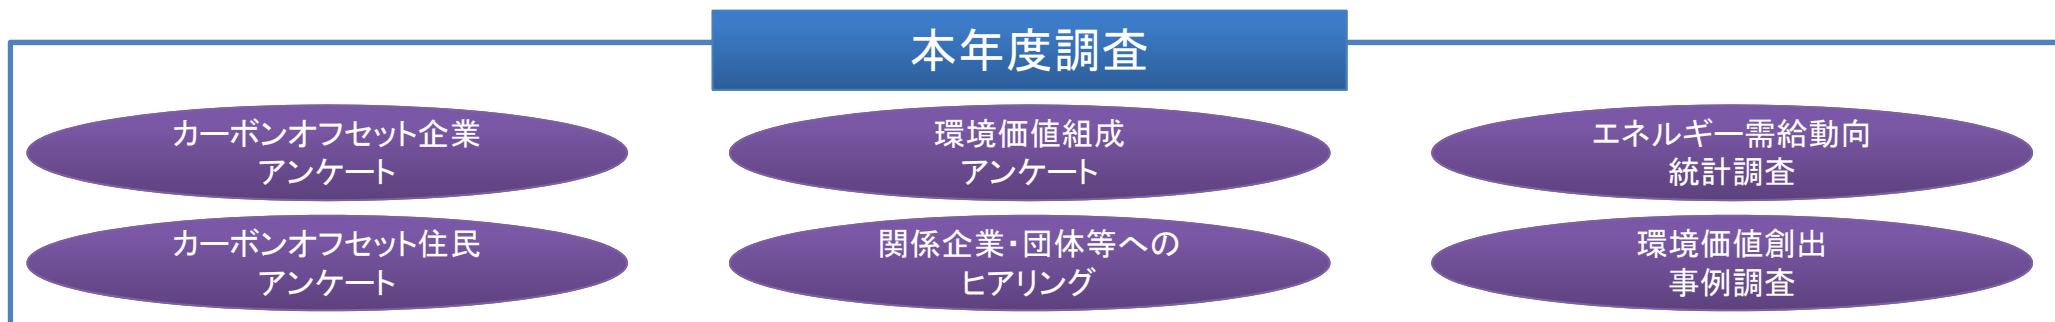 本年度調査
カーボンオフセット企業
アンケート
環境価値組成
アンケート
エネルギー需給動向
統計調査
カーボンオフセット住民
アンケート
関係企業・団体等への
ヒアリング
環境価値創出
事例調査